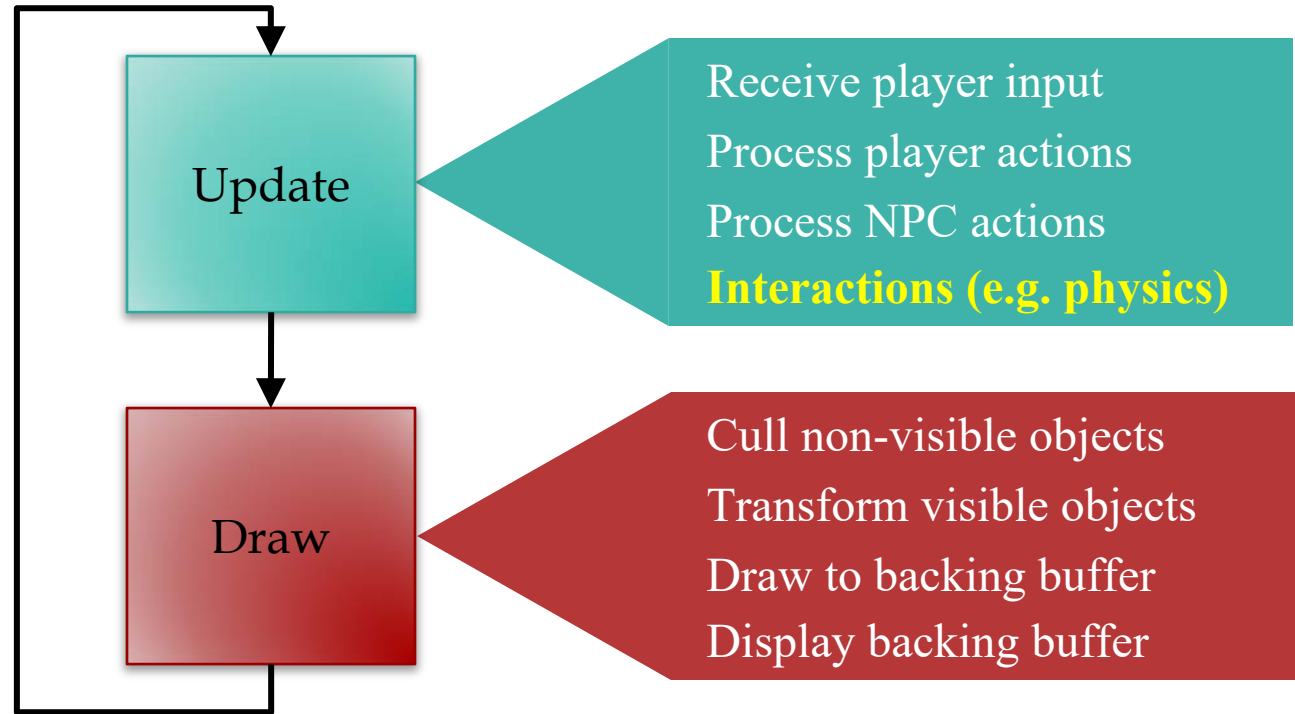 Update
Receive player input
Process player actions
Process NPC actions
Interactions (e.g. physics)
Draw
Cull non-visible objects
Transform visible objects
Draw to backing buffer
Display backing buffer